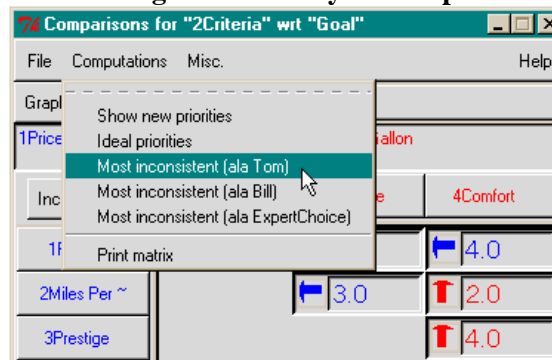 Comparisons for "2Criteria" wrt "Goal"
File Computations Misc. Help
Show new priorities
1Price
Ideal priorities
Most inconsistent (ala Tom)
Most inconsistent (ala Bill)
4Comfort
Most inconsistent (ala ExpertChoice)
Print matrix
4.0
2Miles Per ~ 3.0 2.0
3Prestige 4.0